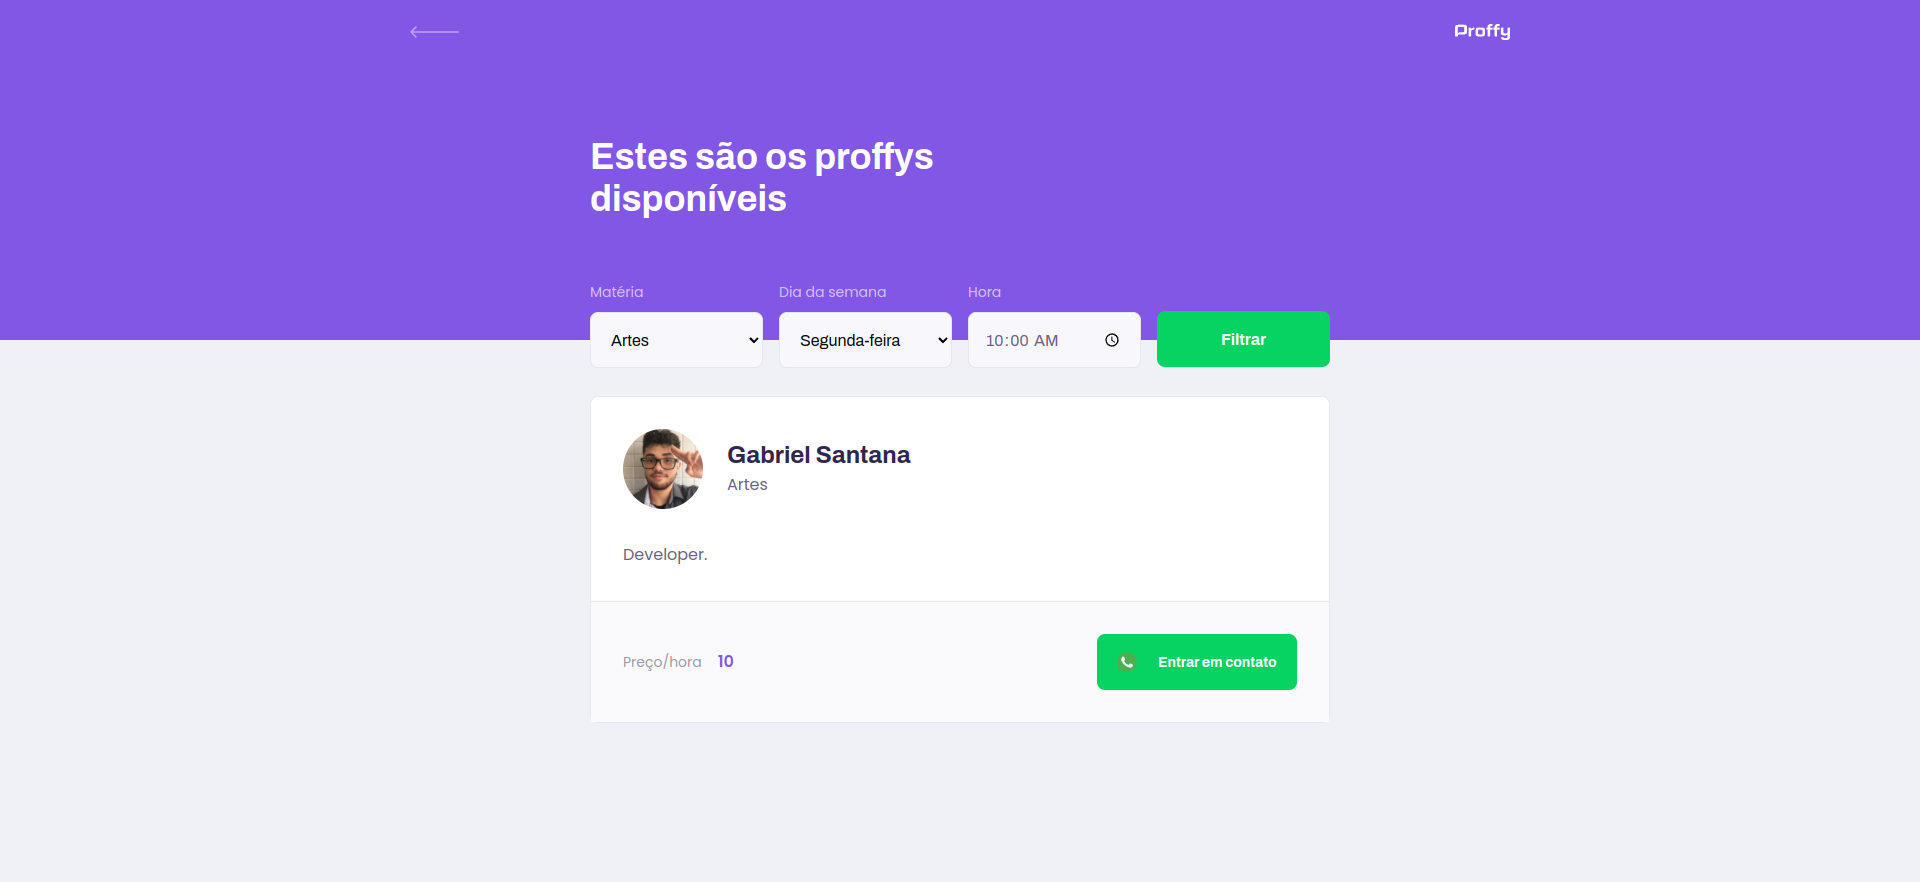 Proffy
Estes são os proffys
disponíveis
Matéria
Dia da semana
Hora
Artes
Segunda-feira
10:00 AM
Filtrar
Gabriel Santana
Artes
Developer.
Preço/hora 10
Entrar em contato